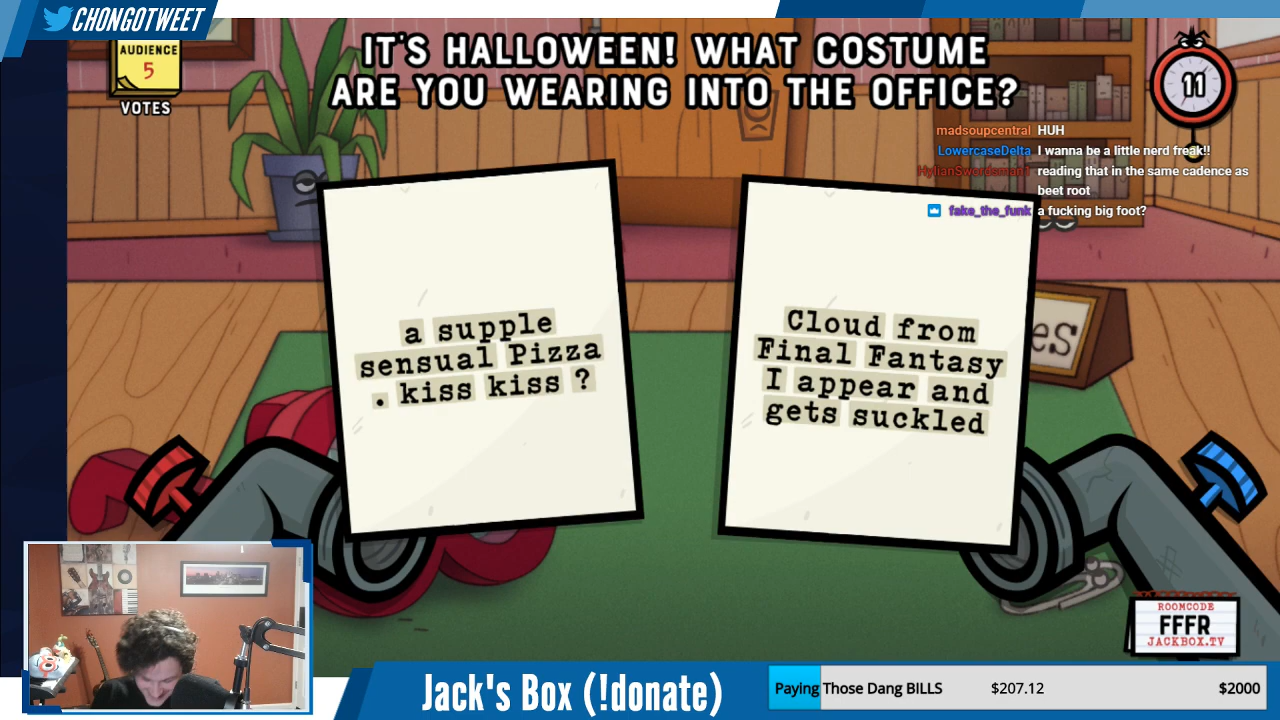 CHONGOTWEET
AUDIENCE
5
VOTES
IT'S HALLOWEEN! WHAT COSTUME
ARE YOU WEARING INTO THE OFFICE?
11
madsoupcentral HUH
LowercaseDelta I wanna be a little nerd freak!!
HylianSwordsman1 reading that in the same cadence as
beet root
fake_the_funk a fucking big foot?
a supple
sensual Pizza
. kiss kiss ?
Cloud from
Final Fantasy
I appear and
gets suckled
es
ROOMCODE
FFFR
JACKBOX.TV
Jack's Box (!donate)
Paying Those Dang BILLS $207.12 $2000